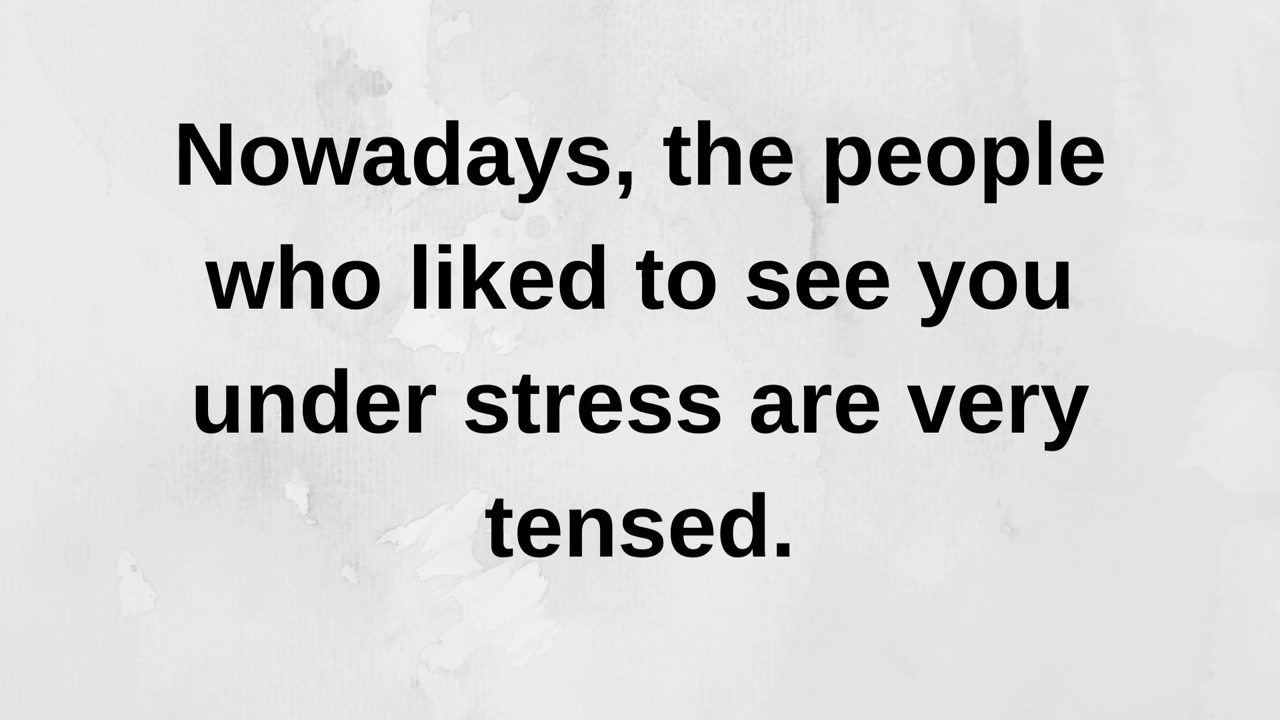 Nowadays, the people
who liked to see you
under stress are very
tensed.